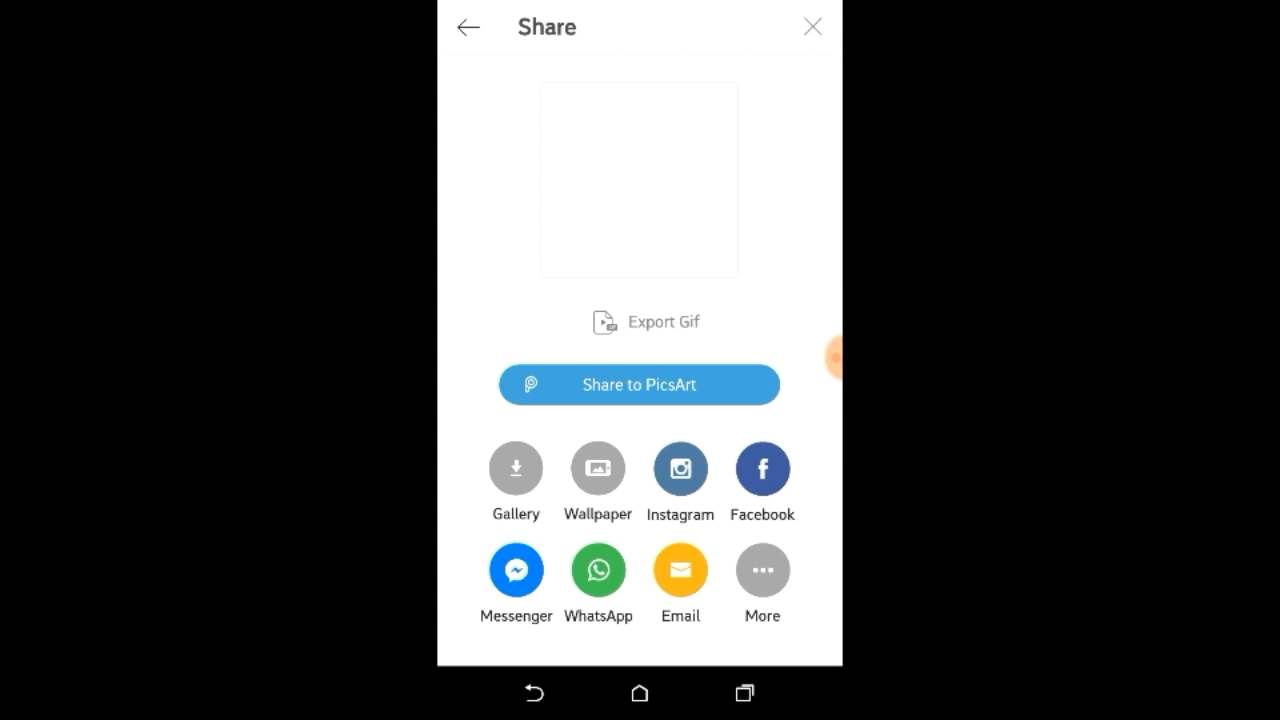 Share
Export Gif
Share to PicsArt
Gallery Wallpaper Instagram Facebook
Messenger WhatsApp Email More